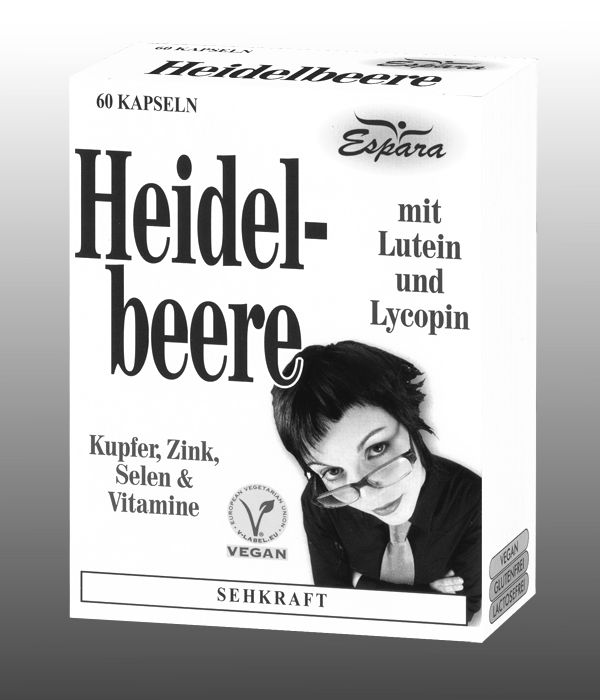 60 KAPSELN
Heidelbeere
Espara
60 KAPSELN
Espara
Heidel-
beere
mit
Lutein
und
Lycopin
Kupfer, Zink,
Selen &
Vitamine
EUROPEAN VEGETARIAN UNION
V-LABEL.EU
VEGAN
SEHKRAFT
VEGAN
GLUTENFREI
LACTOSEFREI